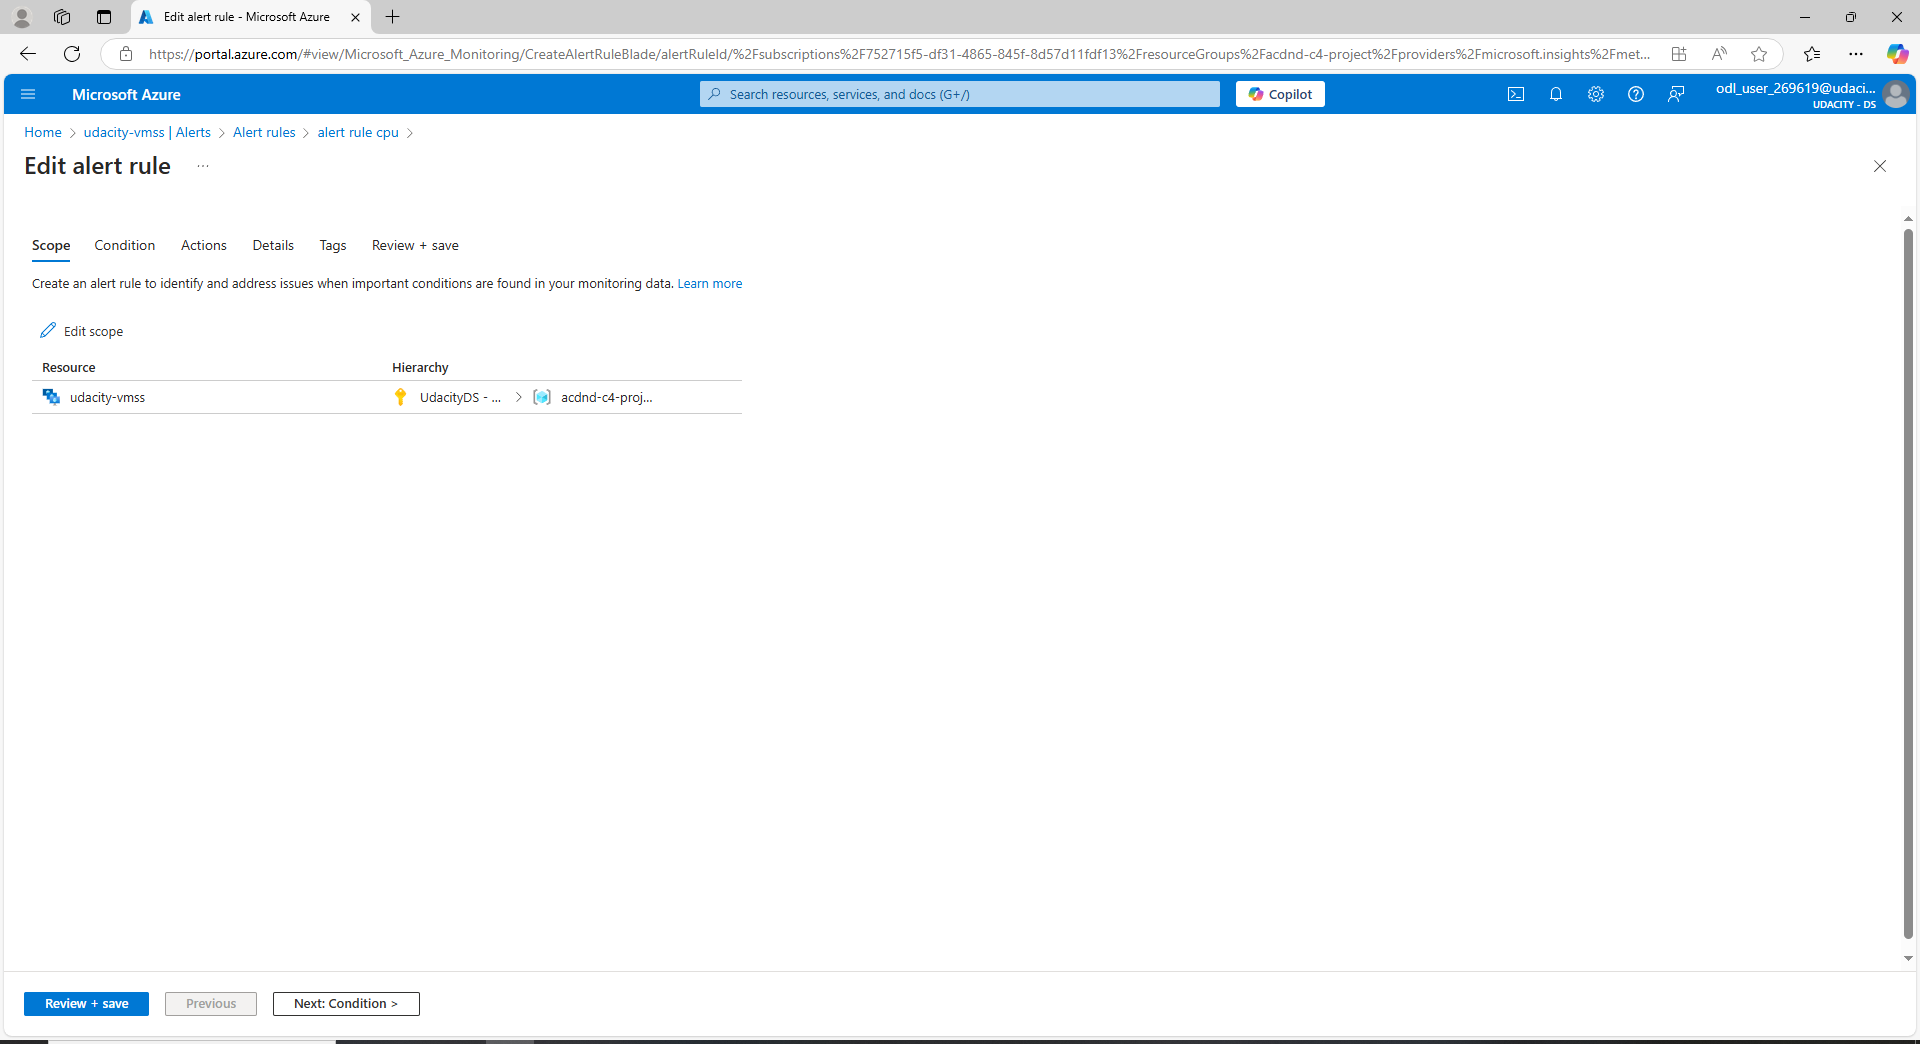 Edit alert rule - Microsoft Azure
https://portal.azure.com/#view/Microsoft_Azure_Monitoring/CreateAlertRuleBlade/alertRuleId/%2Fsubscriptions%2F752715f5-df31-4865-845f-8d57d11fdf13%2FresourceGroups%2Facdnd-c4-project%2Fproviders%2Fmicrosoft.insights%2Fmet...
Microsoft Azure
Search resources, services, and docs (G+/)
Copilot
odl_user_269619@udaci...
UDACITY - DS
Home > udacity-vmss | Alerts > Alert rules > alert rule cpu >
Edit alert rule ...
Scope Condition Actions Details Tags Review + save
Create an alert rule to identify and address issues when important conditions are found in your monitoring data. Learn more
Edit scope
Resource Hierarchy
udacity-vmss UdacityDS - ... > acdnd-c4-proj...
Review + save Previous Next: Condition >